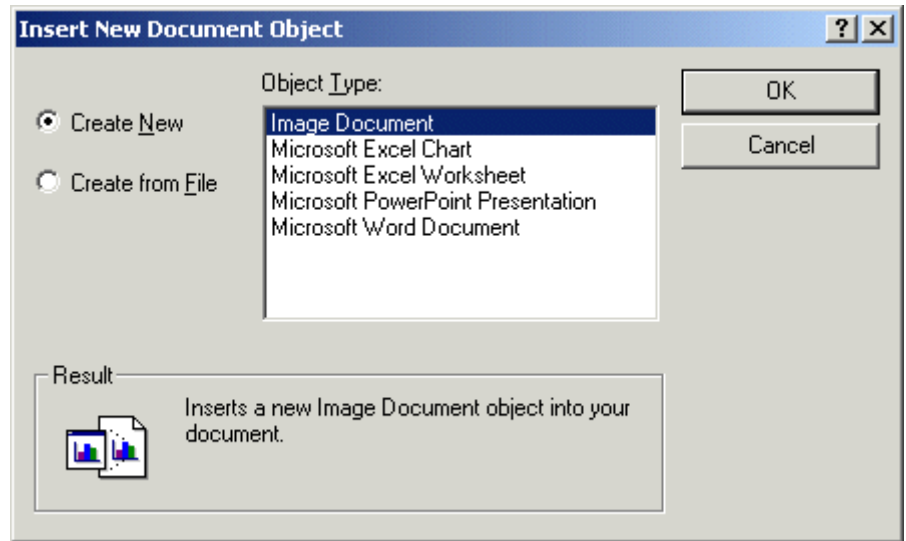 Insert New Document Object
?
Create New
Create from File
Object Type:
Image Document
Microsoft Excel Chart
Microsoft Excel Worksheet
Microsoft PowerPoint Presentation
Microsoft Word Document
OK
Cancel
Result
Inserts a new Image Document object into your
document.